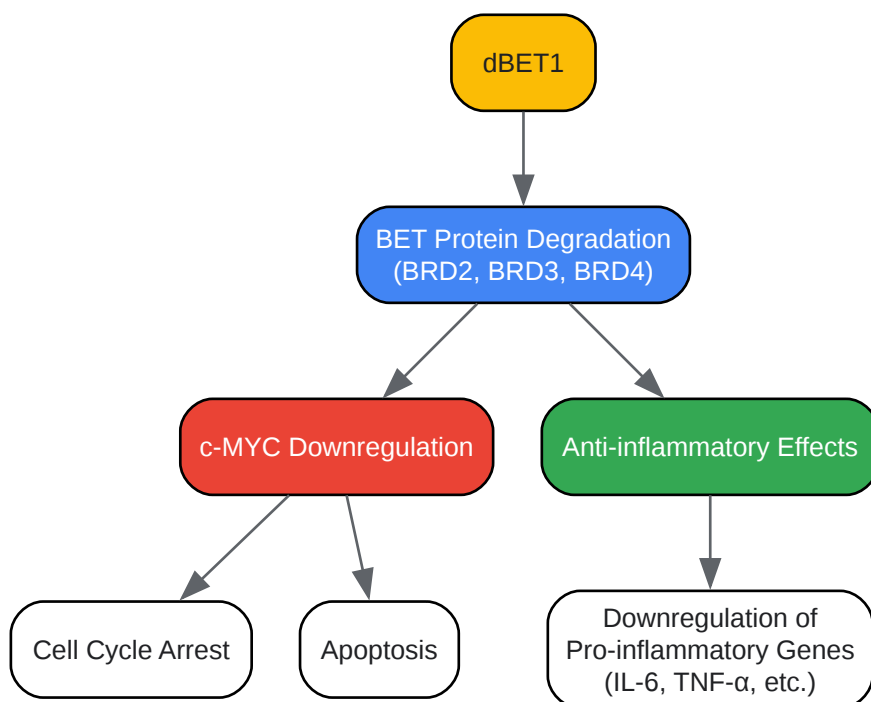 dBET1
BET Protein Degradation
(BRD2, BRD3, BRD4)
c-MYC Downregulation
Anti-inflammatory Effects
Cell Cycle Arrest
Apoptosis
Downregulation of
Pro-inflammatory Genes
(IL-6, TNF-α, etc.)